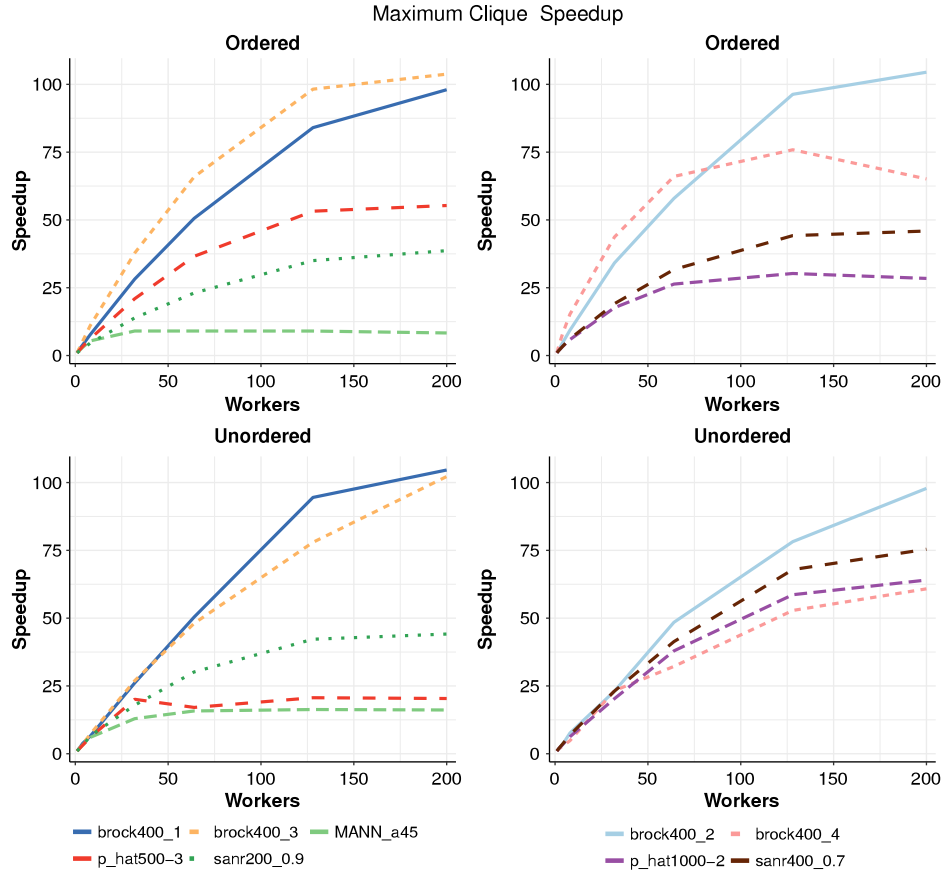 Maximum Clique  Speedup
Ordered
Ordered
100
75
50
25
0
Speedup
0 50 100 150 200
Workers
100
75
50
25
0
Speedup
0 50 100 150 200
Workers
Unordered
Unordered
100
75
50
25
0
Speedup
0 50 100 150 200
Workers
100
75
50
25
0
Speedup
0 50 100 150 200
Workers
brock400_1 brock400_3 MANN_a45
p_hat500-3 sanr200_0.9
brock400_2 brock400_4
p_hat1000-2 sanr400_0.7